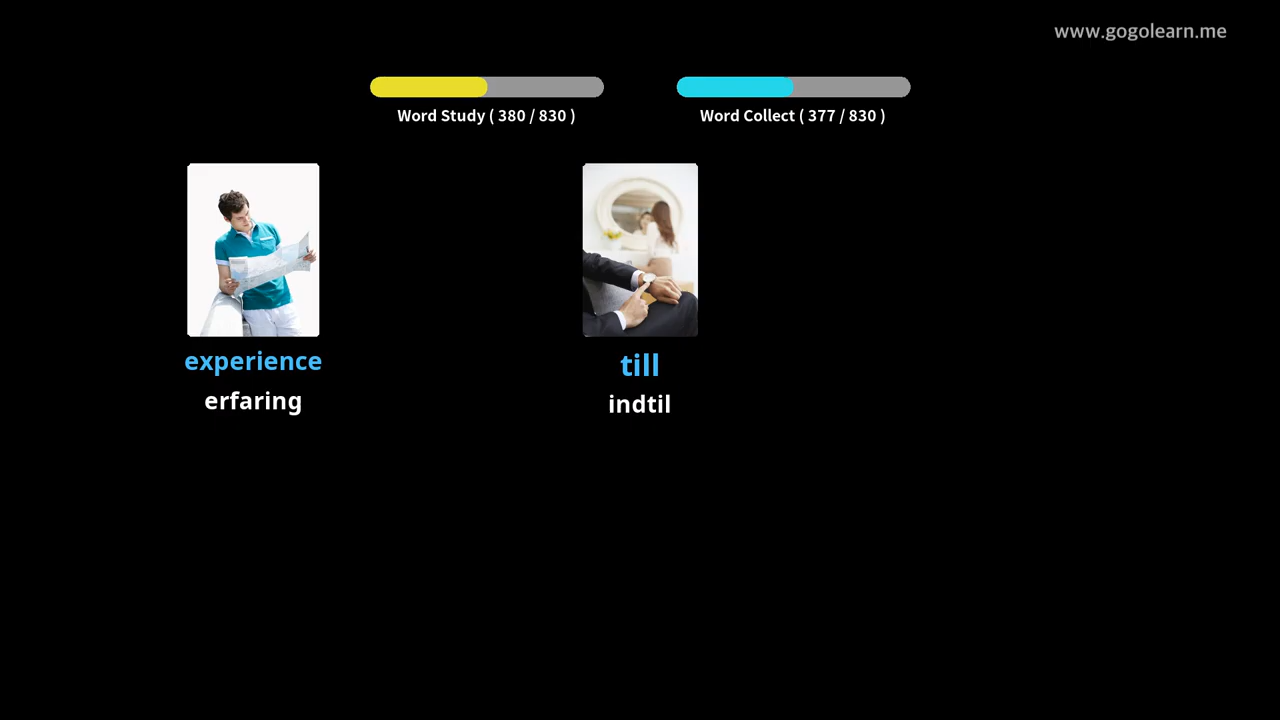 www.gogolearn.me
Word Study ( 380 / 830 )
Word Collect ( 377 / 830 )
experience
erfaring
till
indtil